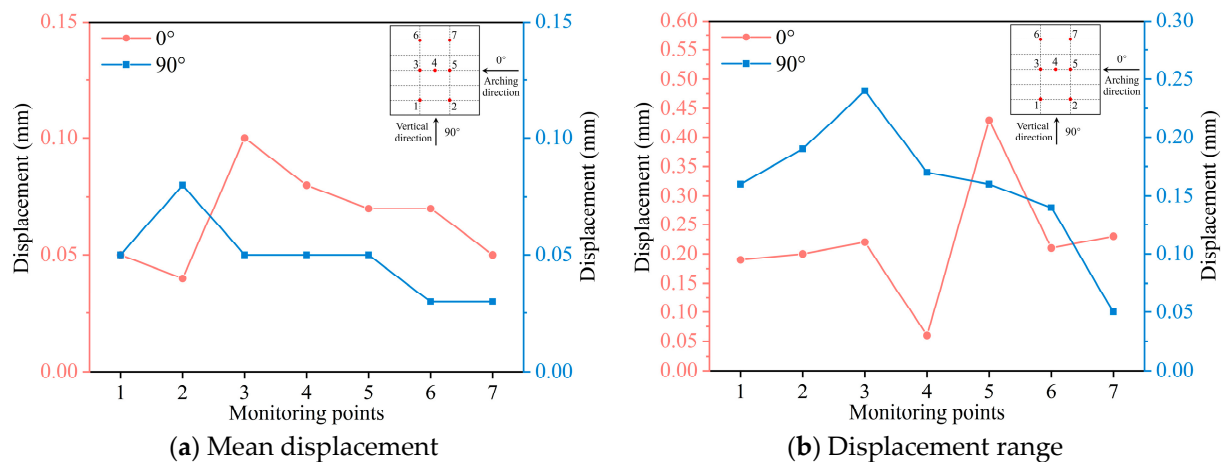 0.15
0.10
0.05
0.00
Displacement (mm)
0°
90°
6 7
3 4 5
1 2
0°
Arching
direction
Vertical
direction
90°
0.15
0.10
0.05
0.00
Displacement (mm)
1 2 3 4 5 6 7
Monitoring points
(a) Mean displacement
0.60
0.55
0.50
0.45
0.40
0.35
0.30
0.25
0.20
0.15
0.10
0.05
0.00
Displacement (mm)
0°
90°
6 7
3 4 5
1 2
0°
Arching
direction
Vertical
direction
90°
0.30
0.25
0.20
0.15
0.10
0.05
0.00
Displacement (mm)
1 2 3 4 5 6 7
Monitoring points
(b) Displacement range